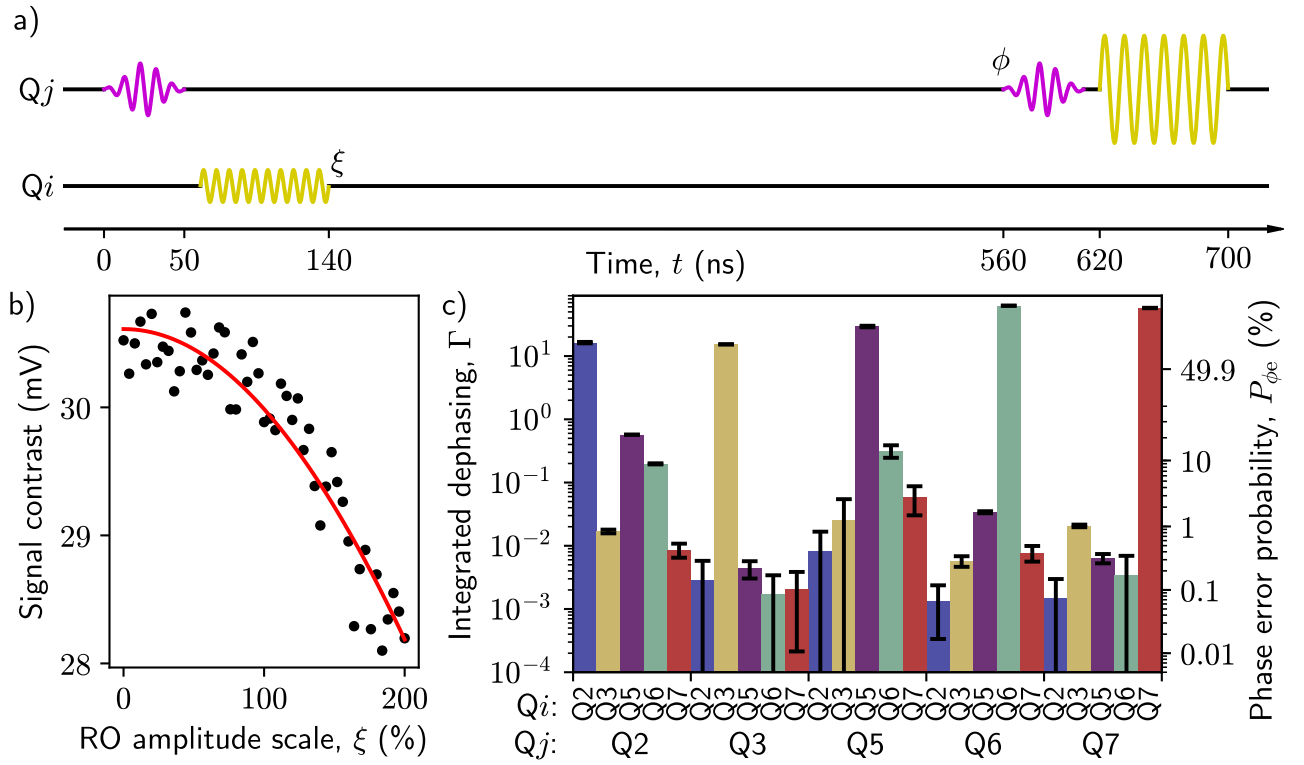 a)
Qj
ϕ
Qi
ξ
0 50 140 Time, t (ns) 560 620 700
b)
Signal contrast (mV)
30
29
28
0 100 200
RO amplitude scale, ξ (%)
c)
Integrated dephasing, Γ
10¹
10⁰
10⁻¹
10⁻²
10⁻³
10⁻⁴
49.9
10
1
0.1
0.01
Phase error probability, Pϕe (%)
Qi: Q2 Q3 Q5 Q6 Q7 Q2 Q3 Q5 Q6 Q7 Q2 Q3 Q5 Q6 Q7 Q2 Q3 Q5 Q6 Q7 Q2 Q3 Q5 Q6 Q7
Qj: Q2 Q3 Q5 Q6 Q7